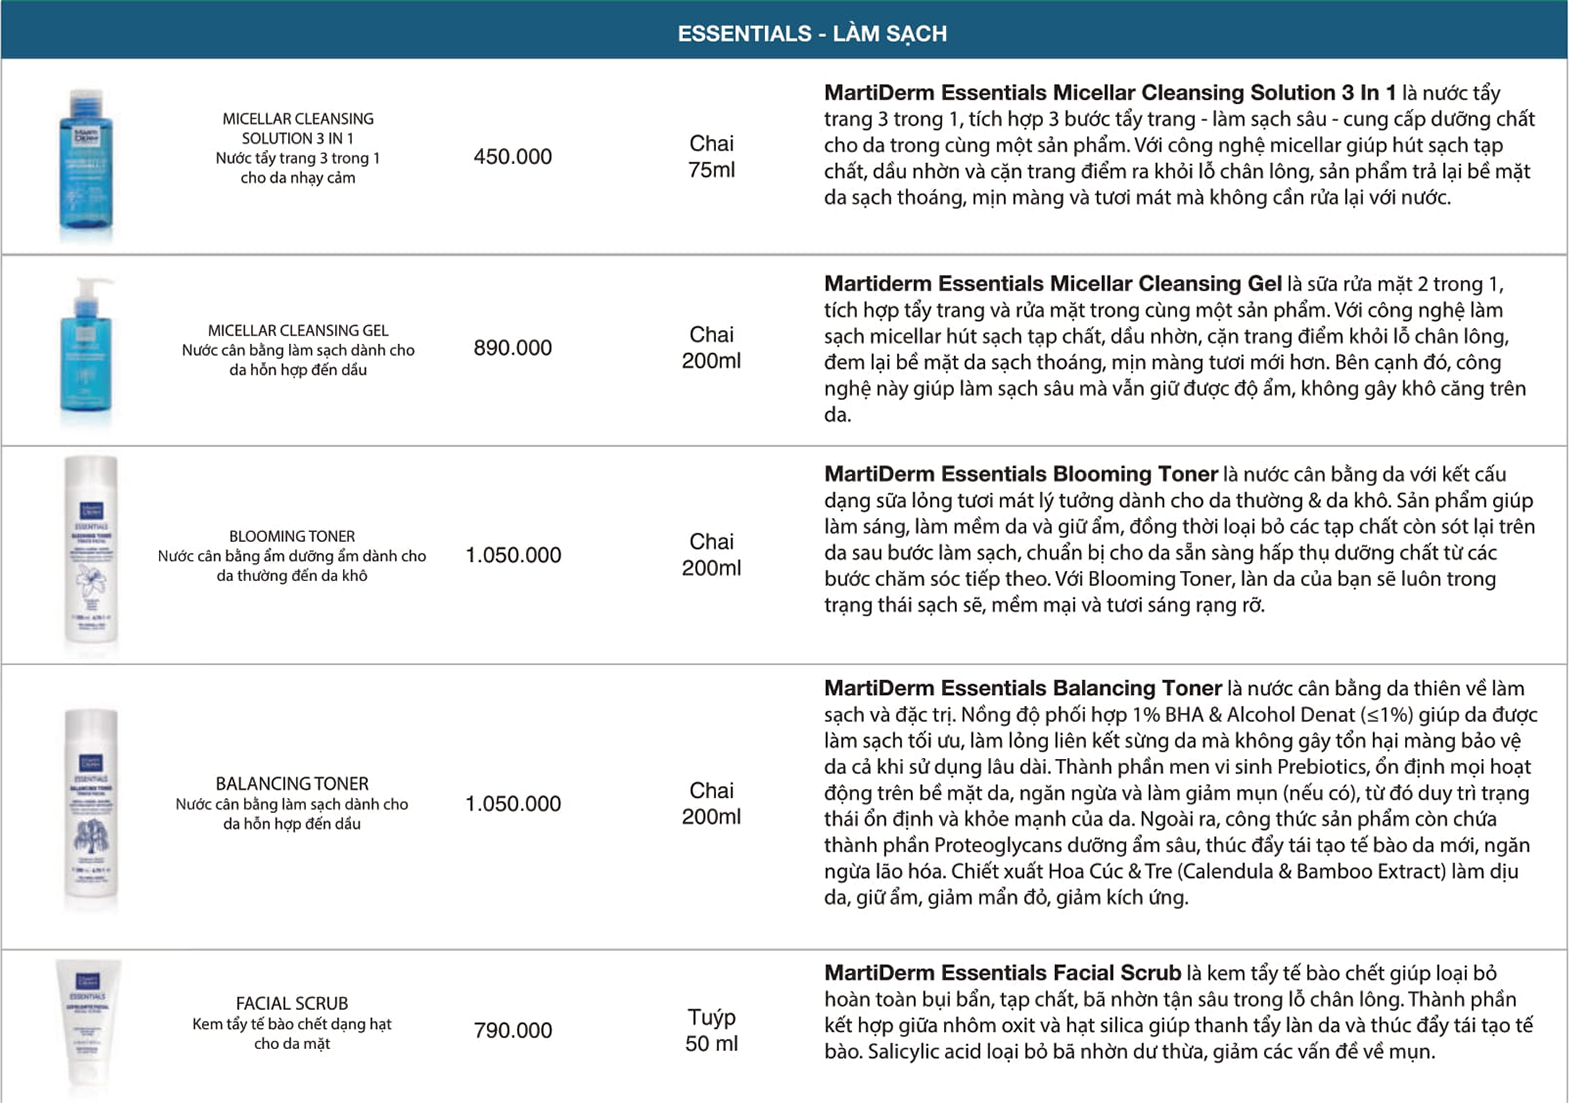 ESSENTIALS - LÀM SẠCH
MICELLAR CLEANSING
SOLUTION 3 IN 1
Nước tẩy trang 3 trong 1
cho da nhạy cảm
450.000
Chai
75ml
MartiDerm Essentials Micellar Cleansing Solution 3 In 1 là nước tẩy
trang 3 trong 1, tích hợp 3 bước tẩy trang - làm sạch sâu - cung cấp dưỡng chất
cho da trong cùng một sản phẩm. Với công nghệ micellar giúp hút sạch tạp
chất, dầu nhờn và cặn trang điểm ra khỏi lỗ chân lông, sản phẩm trả lại bề mặt
da sạch thoáng, mịn màng và tươi mát mà không cần rửa lại với nước.
MICELLAR CLEANSING GEL
Nước cân bằng làm sạch dành cho
da hỗn hợp đến dầu
890.000
Chai
200ml
Martiderm Essentials Micellar Cleansing Gel là sữa rửa mặt 2 trong 1,
tích hợp tẩy trang và rửa mặt trong cùng một sản phẩm. Với công nghệ làm
sạch micellar hút sạch tạp chất, dầu nhờn, cặn trang điểm khỏi lỗ chân lông,
đem lại bề mặt da sạch thoáng, mịn màng tươi mới hơn. Bên cạnh đó, công
nghệ này giúp làm sạch sâu mà vẫn giữ được độ ẩm, không gây khô căng trên
da.
MARTI
DERM
ESSENTIALS
BLOOMING TONER
BLOOMING TONER
Nước cân bằng ẩm dưỡng ẩm dành cho
da thường đến da khô
1.050.000
Chai
200ml
MartiDerm Essentials Blooming Toner là nước cân bằng da với kết cấu
dạng sữa lỏng tươi mát lý tưởng dành cho da thường & da khô. Sản phẩm giúp
làm sáng, làm mềm da và giữ ẩm, đồng thời loại bỏ các tạp chất còn sót lại trên
da sau bước làm sạch, chuẩn bị cho da sẵn sàng hấp thụ dưỡng chất từ các
bước chăm sóc tiếp theo. Với Blooming Toner, làn da của bạn sẽ luôn trong
trạng thái sạch sẽ, mềm mại và tươi sáng rạng rỡ.
ESSENTIALS
BALANCING TONER
BALANCING TONER
Nước cân bằng làm sạch dành cho
da hỗn hợp đến dầu
1.050.000
Chai
200ml
MartiDerm Essentials Balancing Toner là nước cân bằng da thiên về làm
sạch và đặc trị. Nồng độ phối hợp 1% BHA & Alcohol Denat (≤1%) giúp da được
làm sạch tối ưu, làm lỏng liên kết sừng da mà không gây tổn hại màng bảo vệ
da cả khi sử dụng lâu dài. Thành phần men vi sinh Prebiotics, ổn định mọi hoạt
động trên bề mặt da, ngăn ngừa và làm giảm mụn (nếu có), từ đó duy trì trạng
thái ổn định và khỏe mạnh của da. Ngoài ra, công thức sản phẩm còn chứa
thành phần Proteoglycans dưỡng ẩm sâu, thúc đẩy tái tạo tế bào da mới, ngăn
ngừa lão hóa. Chiết xuất Hoa Cúc & Tre (Calendula & Bamboo Extract) làm dịu
da, giữ ẩm, giảm mẩn đỏ, giảm kích ứng.
ESSENTIALS
FACIAL SCRUB
Kem tẩy tế bào chết dạng hạt
cho da mặt
790.000
Tuýp
50 ml
MartiDerm Essentials Facial Scrub là kem tẩy tế bào chết giúp loại bỏ
hoàn toàn bụi bẩn, tạp chất, bã nhờn tận sâu trong lỗ chân lông. Thành phần
kết hợp giữa nhôm oxit và hạt silica giúp thanh tẩy làn da và thúc đẩy tái tạo tế
bào. Salicylic acid loại bỏ bã nhờn dư thừa, giảm các vấn đề về mụn.